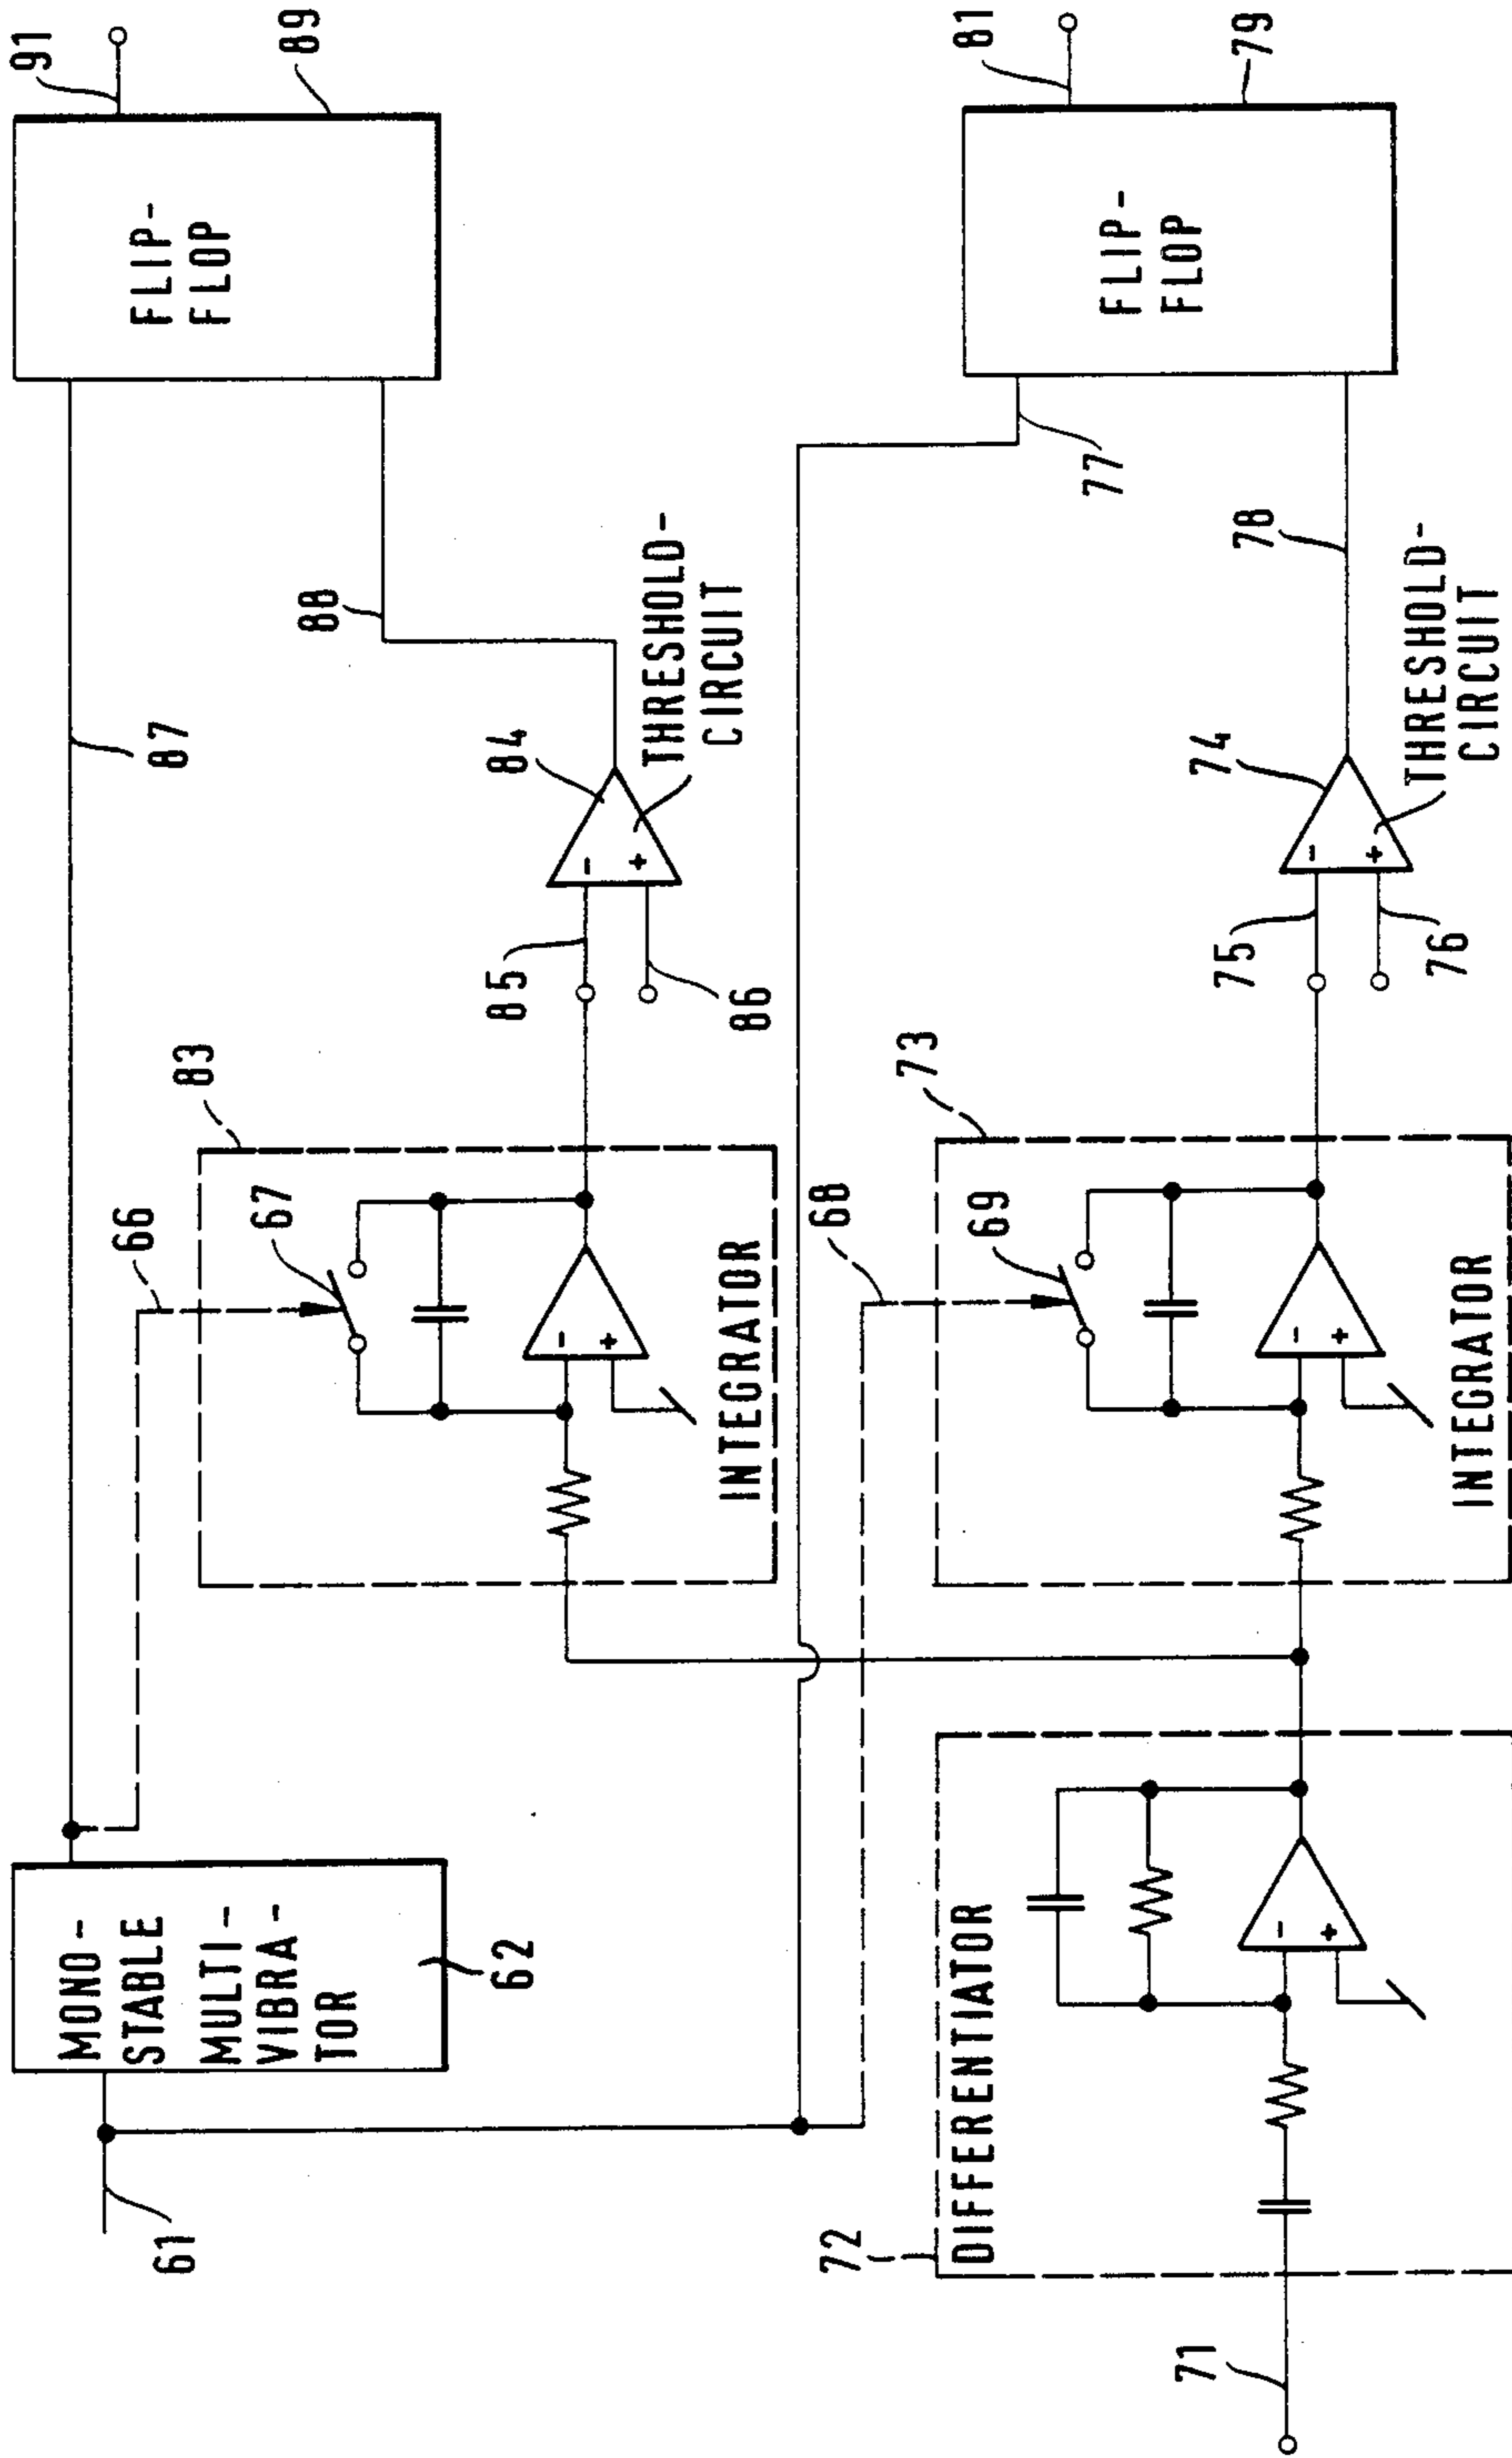 61
MONO-
STABLE
MULTI-
VIBRA-
TOR
62
66
87
91
FLIP-
FLOP
89
83
67
-
+
INTEGRATOR
85
86
84
-
+
THRESHOLD-
CIRCUIT
88
68
77
81
FLIP-
FLOP
79
71
72
DIFFERENTIATOR
-
+
73
69
-
+
INTEGRATOR
75
76
74
-
+
THRESHOLD-
CIRCUIT
78